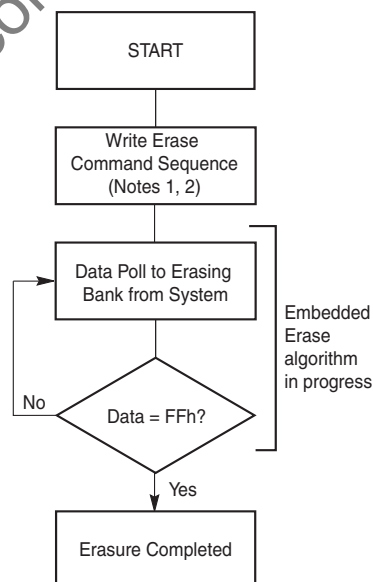 START
Write Erase
Command Sequence
(Notes 1, 2)
Data Poll to Erasing
Bank from System
Embedded
Erase
algorithm
in progress
No
Data = FFh?
Yes
Erasure Completed